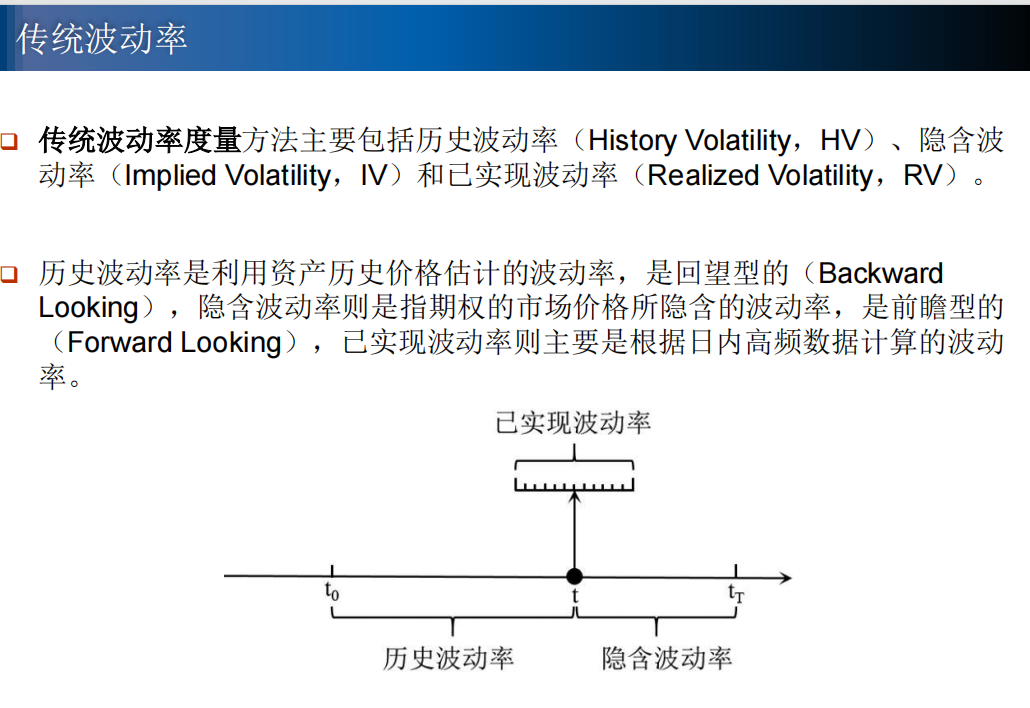 传统波动率
传统波动率度量方法主要包括历史波动率（History Volatility，HV）、隐含波
动率（Implied Volatility，IV）和已实现波动率（Realized Volatility，RV）。
历史波动率是利用资产历史价格估计的波动率，是回望型的（Backward
Looking），隐含波动率则是指期权的市场价格所隐含的波动率，是前瞻型的
（Forward Looking），已实现波动率则主要是根据日内高频数据计算的波动
率。
已实现波动率
t0 t tT
历史波动率 隐含波动率